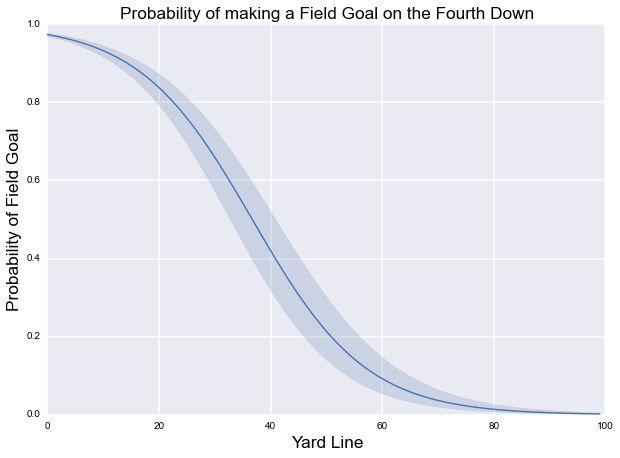 Probability of making a Field Goal on the Fourth Down
Probability of Field Goal
1.0
0.8
0.6
0.4
0.2
0.0
0 20 40 60 80 100
Yard Line